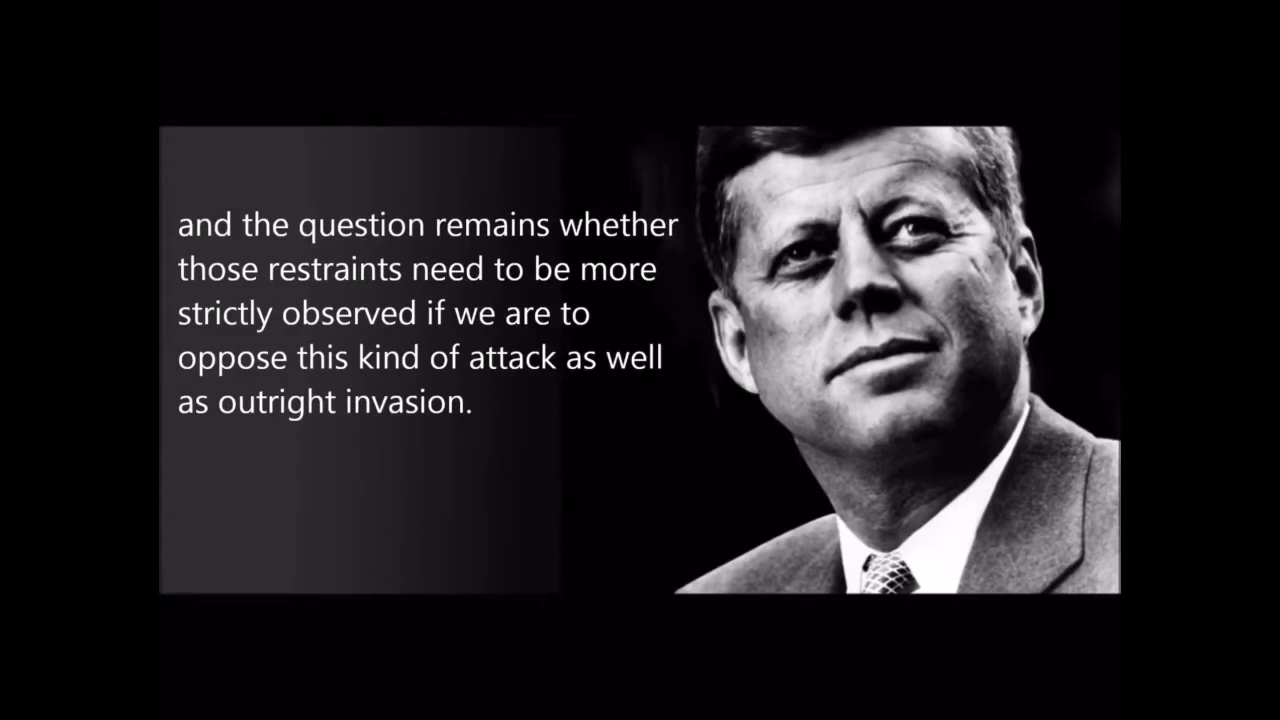 and the question remains whether
those restraints need to be more
strictly observed if we are to
oppose this kind of attack as well
as outright invasion.